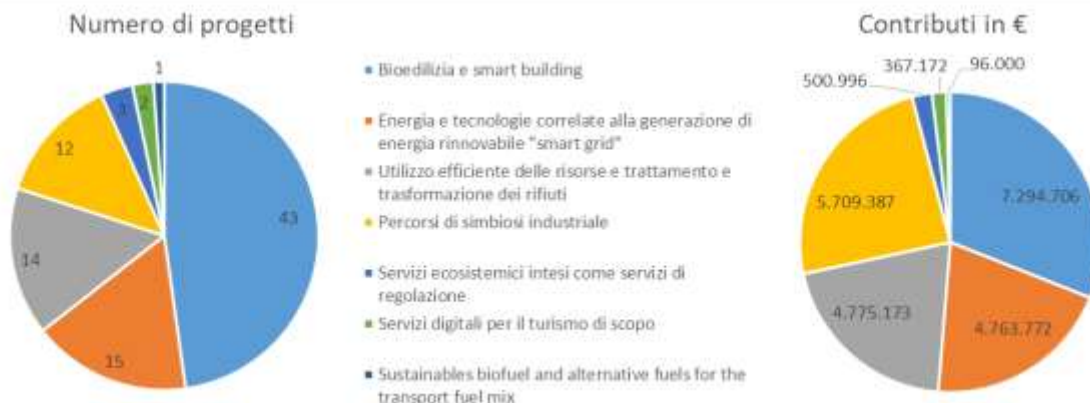 Numero di progetti
1
2
12
43
14
15
Bioedilizia e smart building
Energia e tecnologie correlate alla generazione di
energia rinnovabile "smart grid"
Utilizzo efficiente delle risorse e trattamento e
trasformazione dei rifiuti
Percorsi di simbiosi industriale
Servizi ecosistemici intesi come servizi di
regolazione
Servizi digitali per il turismo di scopo
Sustainables biofuel and alternative fuels for the
transport fuel mix
Contributi in €
500.996
367.172
96.000
5.709.387
7.294.706
4.775.173
4.763.772